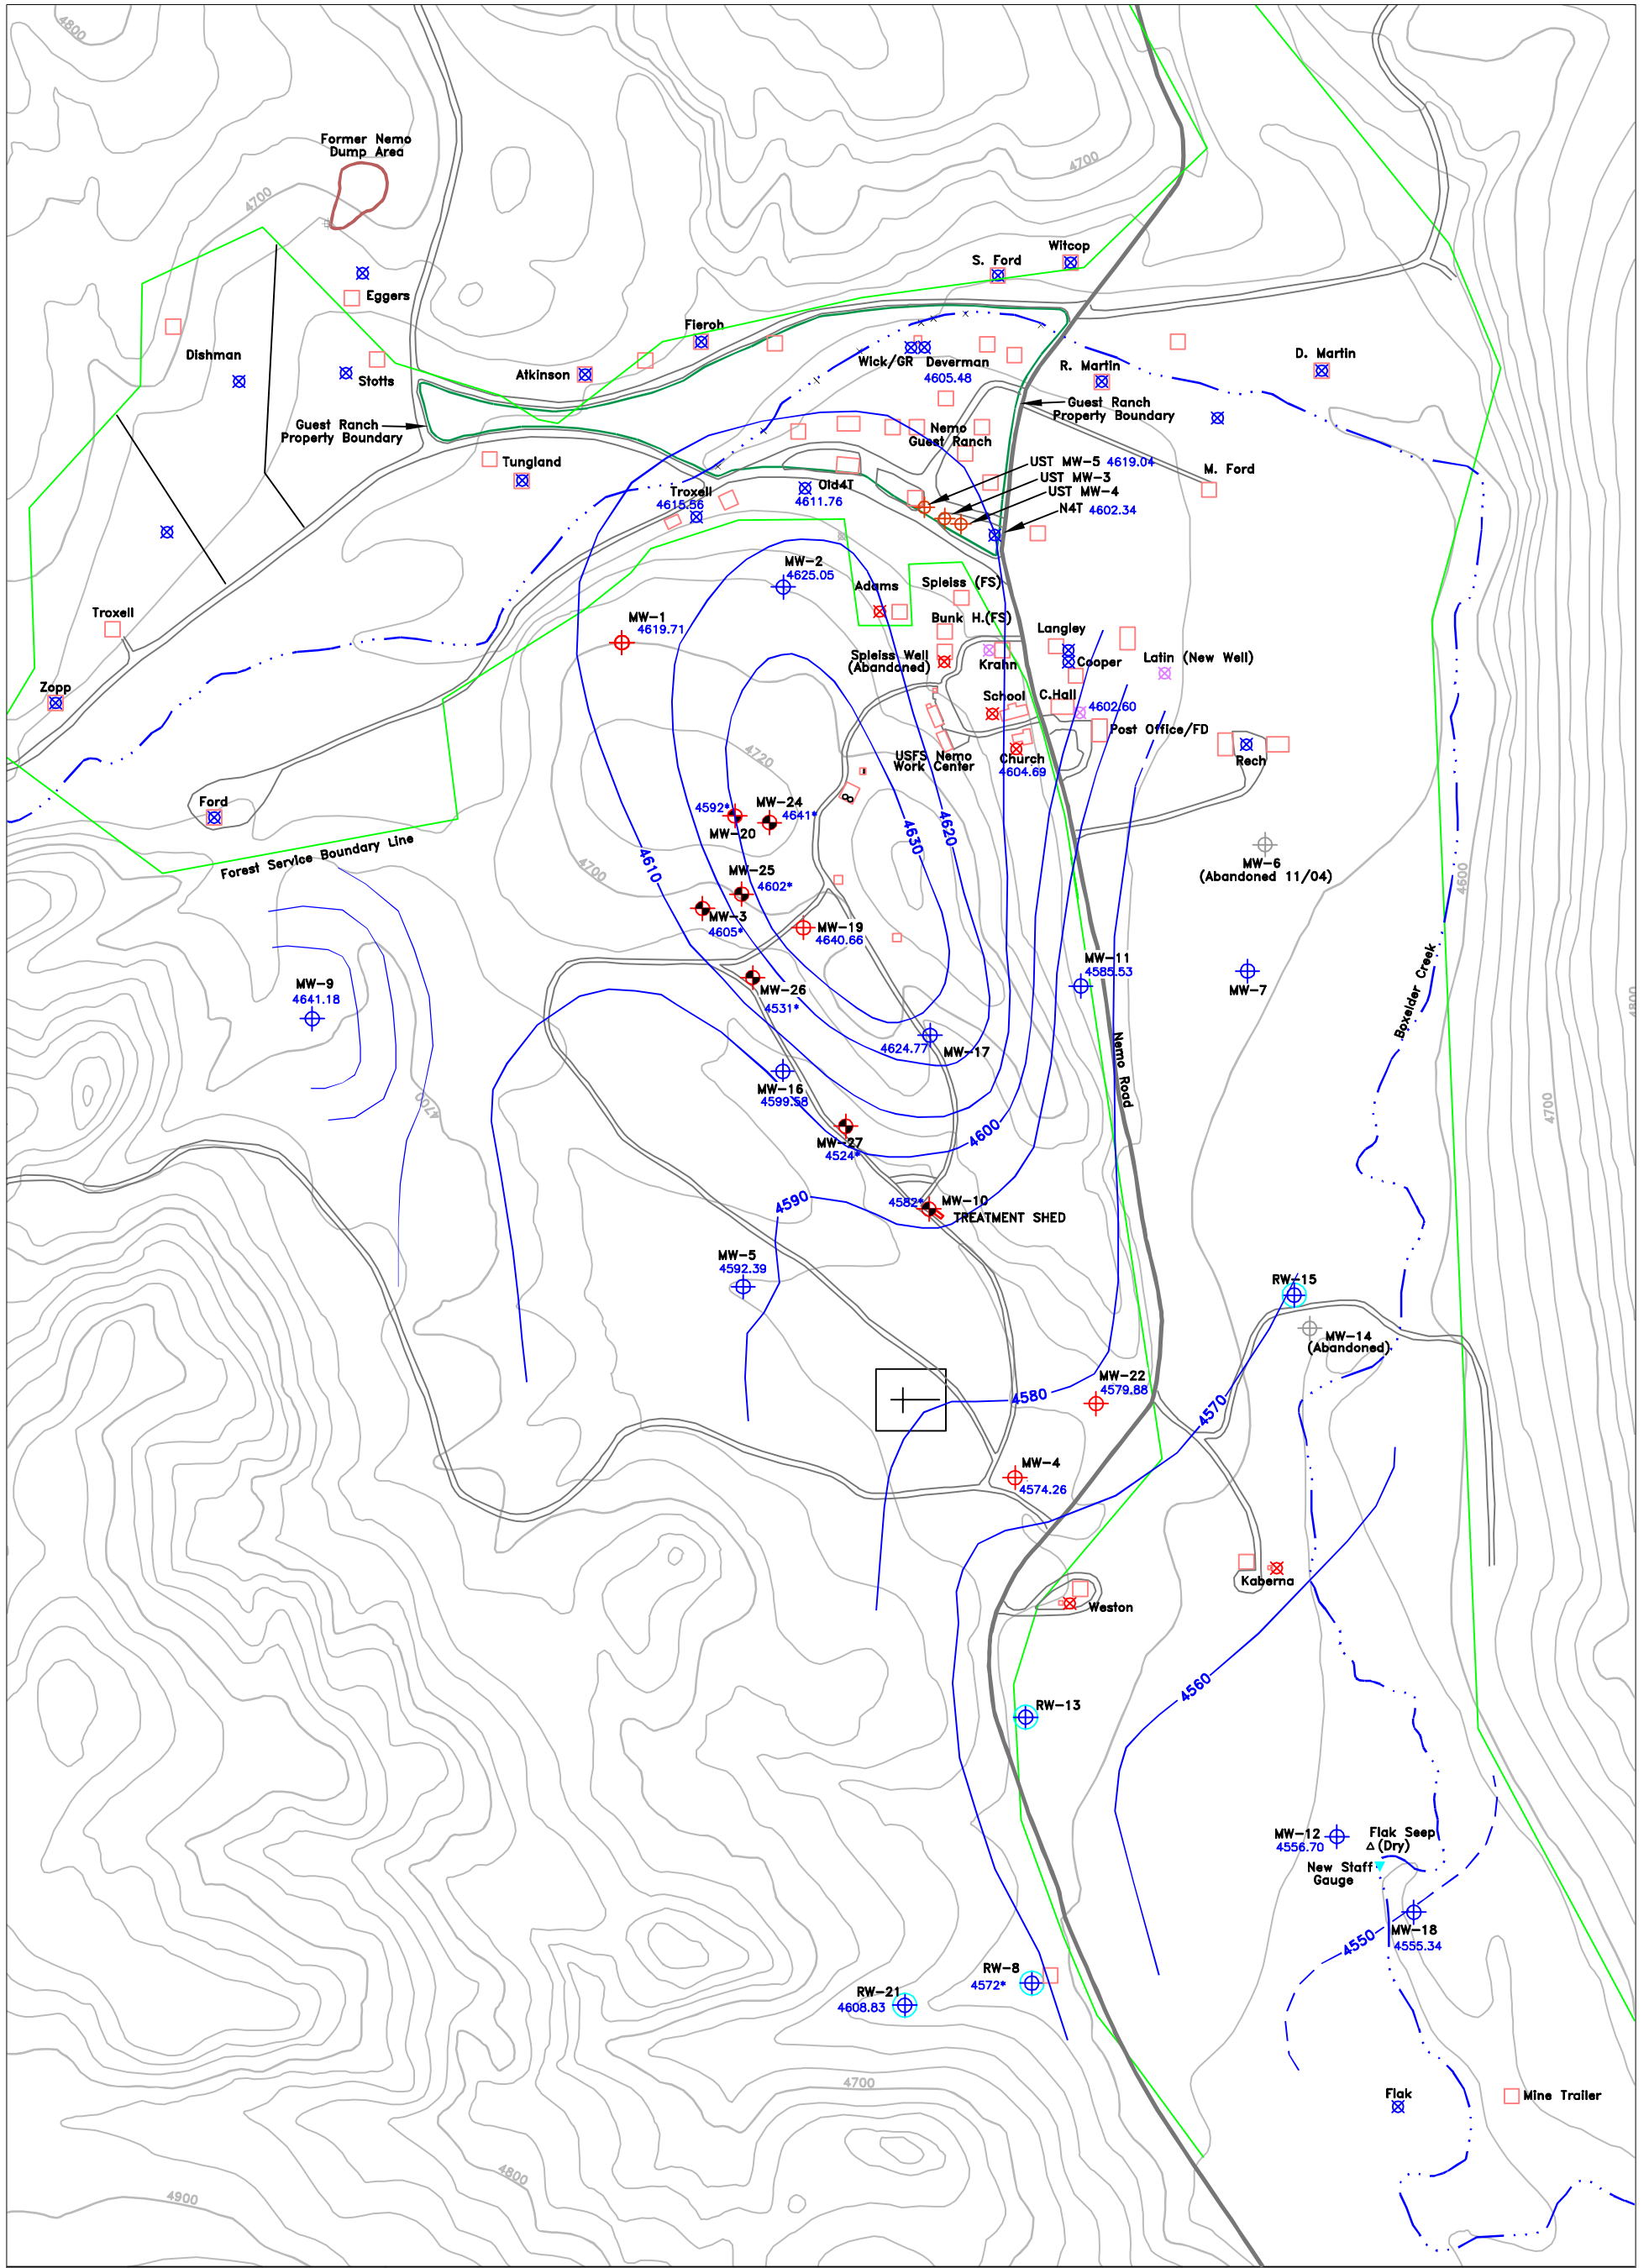 4800
Former Nemo
Dump Area
4700
4700
Witcop
S. Ford
Eggers
Fieroh
Dishman
Stotts
Atkinson
Wick/GR
Deverman
4605.48
R. Martin
D. Martin
Guest Ranch
Property Boundary
Guest Ranch
Property Boundary
Nemo
Guest Ranch
Tungland
UST MW-5 4619.04
UST MW-3
UST MW-4
N4T 4602.34
M. Ford
Troxell
4615.56
Old4T
4611.76
MW-2
4625.05
Adams
Spleiss (FS)
Troxell
MW-1
4619.71
Bunk H.(FS)
Langley
Spleiss Well
(Abandoned)
Krahn
Cooper
Latin (New Well)
Zopp
School
C.Hall
4602.60
Post Office/FD
4720
USFS Nemo
Work Center
Church
4604.69
Rech
8
Ford
4592*
MW-20
MW-24
4641*
4630
4620
Forest Service Boundary Line
4610
4700
MW-25
4602*
MW-6
(Abandoned 11/04)
4600
MW-3
4605*
MW-19
4640.66
MW-11
4585.53
MW-7
Boxelder Creek
MW-9
4641.18
MW-26
4531*
4800
4624.77
MW-17
Nemo Road
MW-16
4599.58
4700
4700
MW-27
4524*
4600
4590
4582*
MW-10
TREATMENT SHED
MW-5
4592.39
RW-15
MW-14
(Abandoned)
4580
MW-22
4579.88
4570
MW-4
4574.26
Kaberna
Weston
4560
RW-13
MW-12
4556.70
Flak Seep
(Dry)
New Staff
Gauge
MW-18
4555.34
4550
RW-8
4572*
RW-21
4608.83
4700
Flak
Mine Trailer
4800
4900